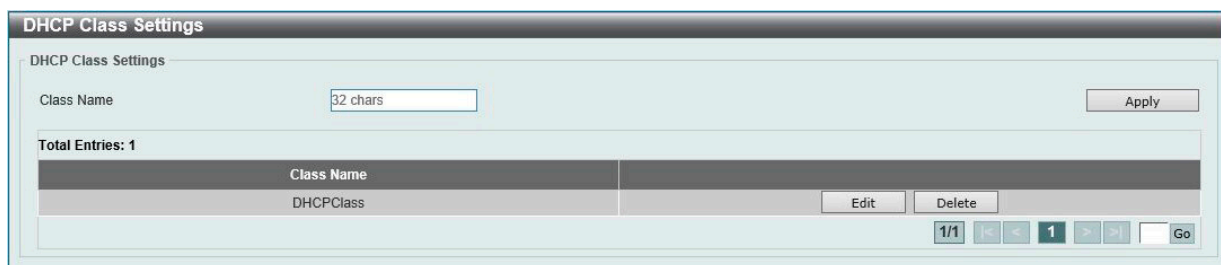 DHCP Class Settings
DHCP Class Settings
Class Name 32 chars Apply
Total Entries: 1
Class Name
DHCPClass Edit Delete
1/1 |< < 1 > >| Go